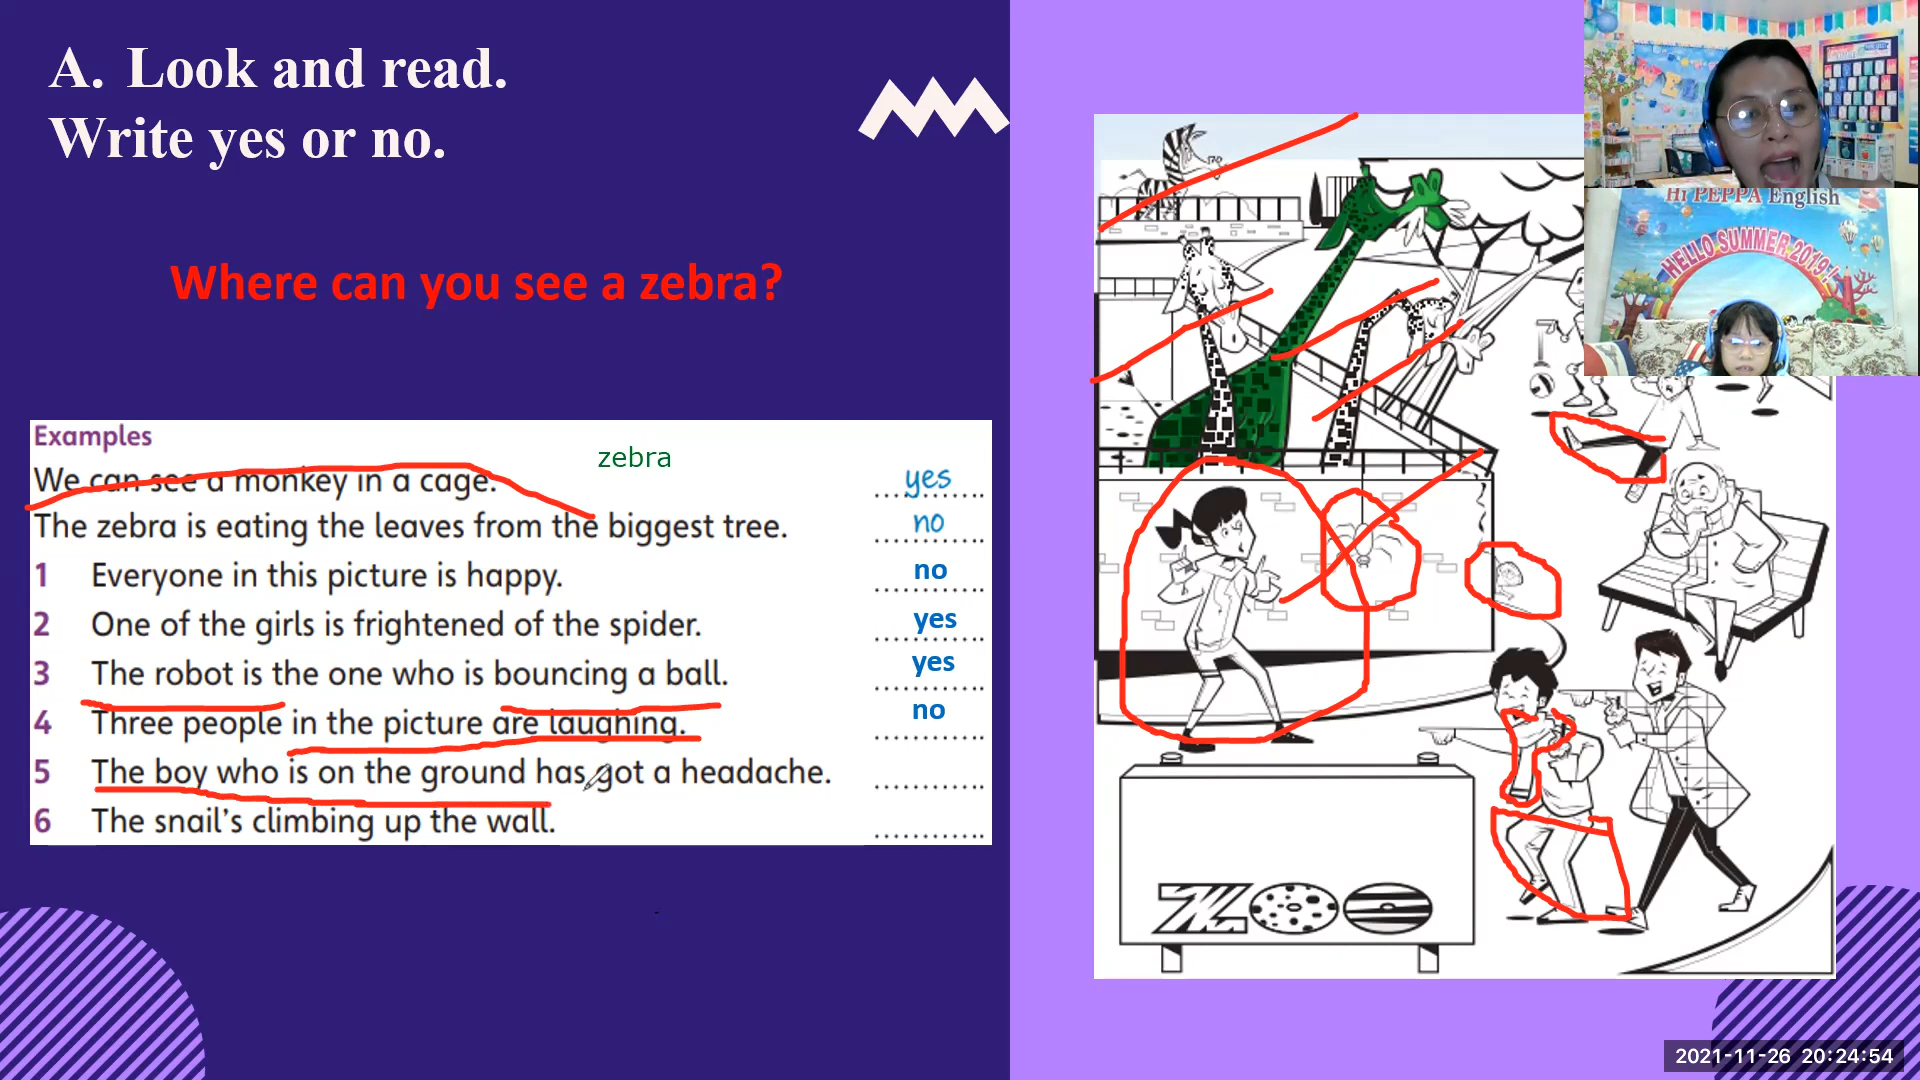 A. Look and read.
Write yes or no.
Where can you see a zebra?
Examples
zebra
We can see a monkey in a cage. yes
The zebra is eating the leaves from the biggest tree. no
1 Everyone in this picture is happy. no
2 One of the girls is frightened of the spider. yes
3 The robot is the one who is bouncing a ball. yes
4 Three people in the picture are laughing. no
5 The boy who is on the ground has got a headache.
6 The snail's climbing up the wall.
ZOO
Hi PEPPA English
HELLO SUMMER 2019!
2021-11-26 20:24:54